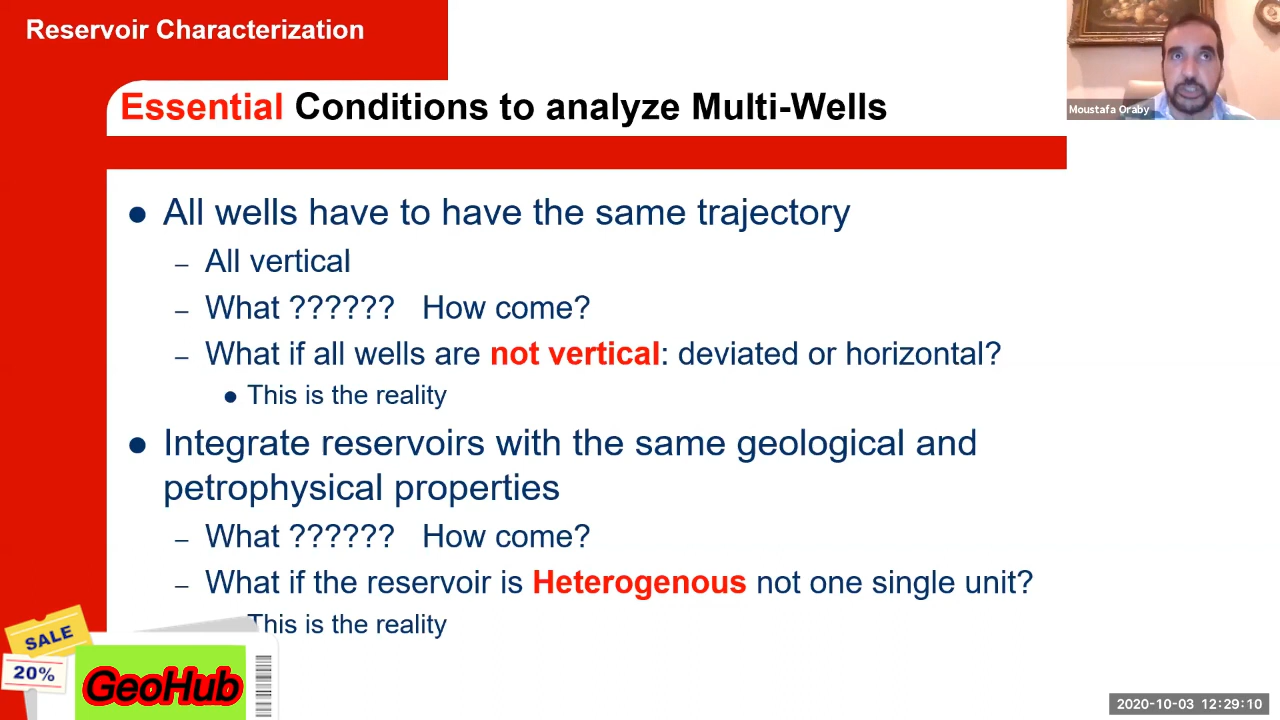 Reservoir Characterization
Moustafa Oraby
Essential Conditions to analyze Multi-Wells
● All wells have to have the same trajectory
– All vertical
– What ?????? How come?
– What if all wells are not vertical: deviated or horizontal?
● This is the reality
● Integrate reservoirs with the same geological and
petrophysical properties
– What ?????? How come?
– What if the reservoir is Heterogenous not one single unit?
This is the reality
SALE
20%
GeoHub
2020-10-03 12:29:10